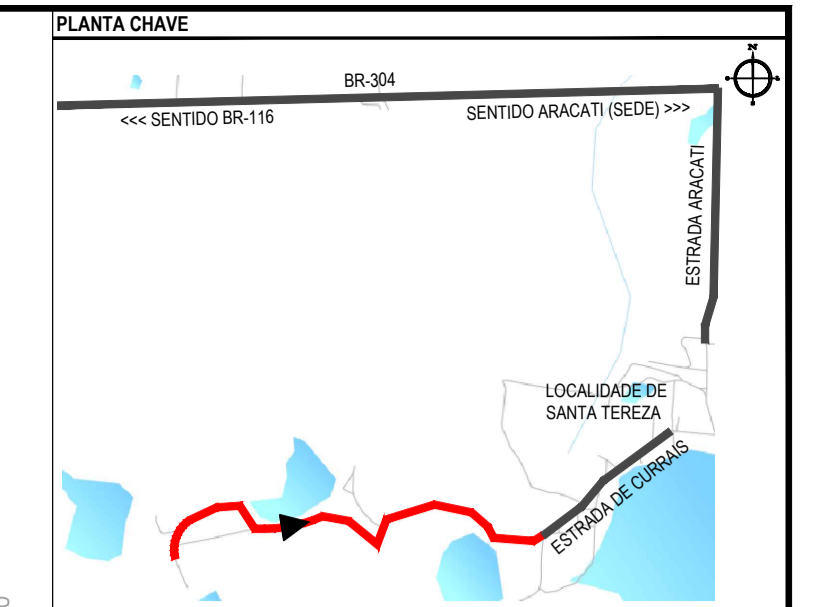 PLANTA CHAVE
N
BR-304
<<< SENTIDO BR-116
SENTIDO ARACATI (SEDE) >>>
ESTRADA ARACATI
LOCALIDADE DE
SANTA TEREZA
ESTRADA DE CURRAIS